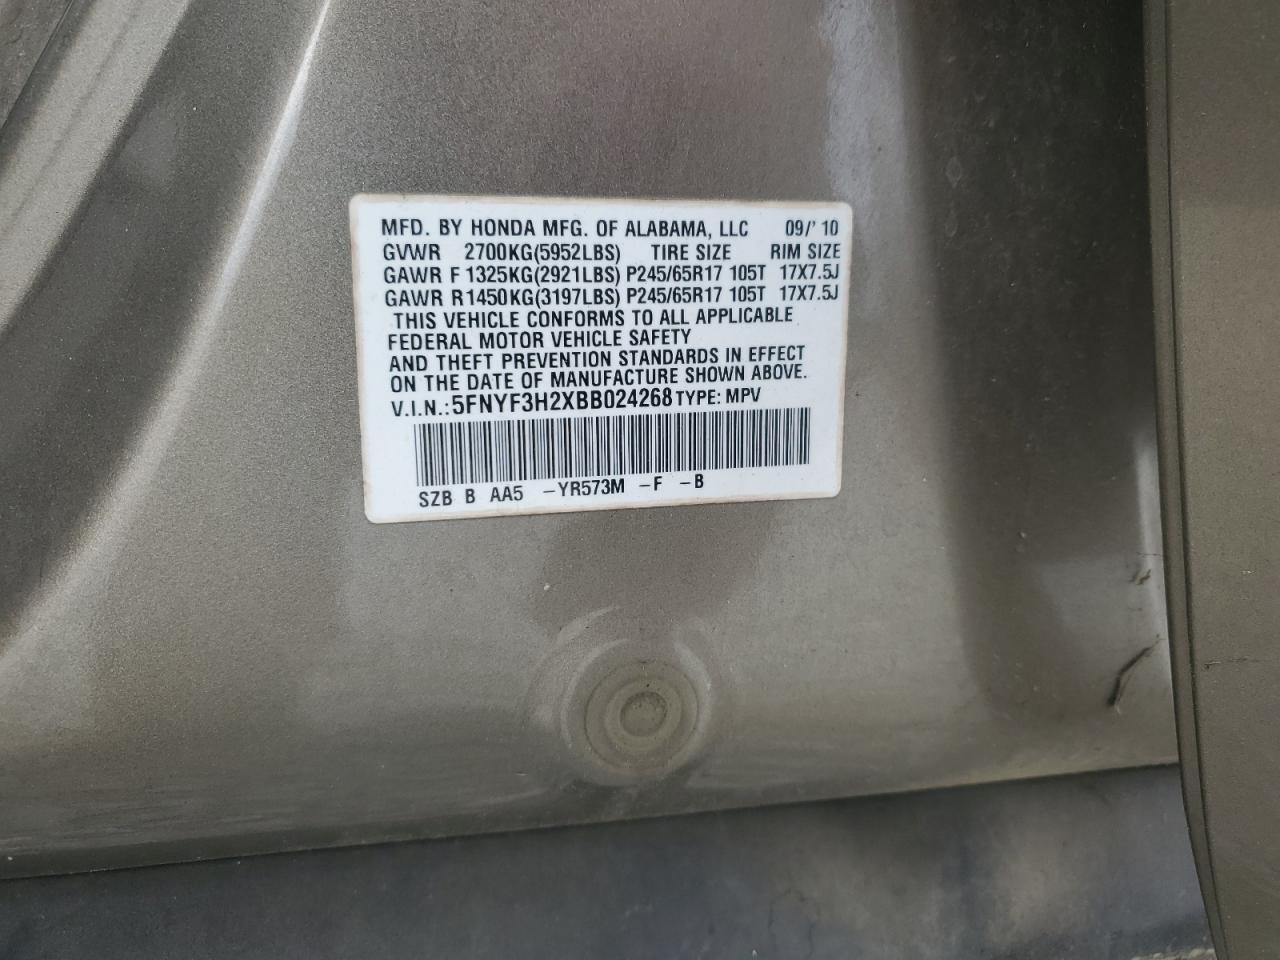 MFD. BY HONDA MFG. OF ALABAMA, LLC 09/'10
GVWR 2700KG(5952LBS) TIRE SIZE RIM SIZE
GAWR F 1325KG(2921LBS) P245/65R17 105T 17X7.5J
GAWR R1450KG(3197LBS) P245/65R17 105T 17X7.5J
THIS VEHICLE CONFORMS TO ALL APPLICABLE
FEDERAL MOTOR VEHICLE SAFETY
AND THEFT PREVENTION STANDARDS IN EFFECT
ON THE DATE OF MANUFACTURE SHOWN ABOVE.
V.I.N.: 5FNYF3H2XBB024268 TYPE: MPV
SZB B AA5 -YR573M -F -B